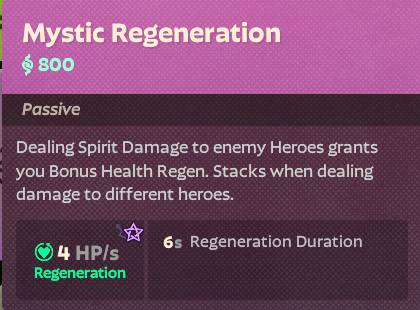 Mystic Regeneration
800
Passive
Dealing Spirit Damage to enemy Heroes grants
you Bonus Health Regen. Stacks when dealing
damage to different heroes.
4 HP/s
Regeneration
6s Regeneration Duration